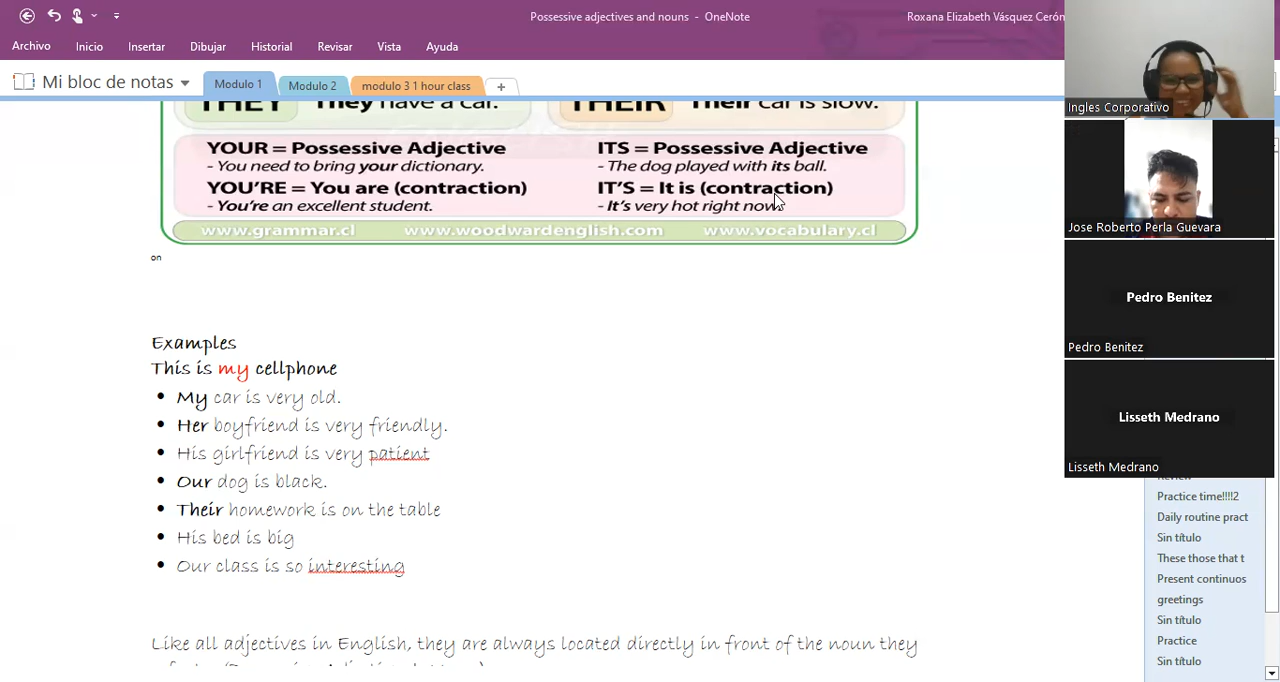 Possessive adjectives and nouns - OneNote
Roxana Elizabeth Vásquez Cerón
Archivo Inicio Insertar Dibujar Historial Revisar Vista Ayuda
Mi bloc de notas Modulo 1 Modulo 2 modulo 3 1 hour class +
THEY They have a car. THEIR Their car is slow.
YOUR = Possessive Adjective
- You need to bring your dictionary.
YOU'RE = You are (contraction)
- You're an excellent student.
ITS = Possessive Adjective
- The dog played with its ball.
IT'S = It is (contraction)
- It's very hot right now.
www.grammar.cl www.woodwardenglish.com www.vocabulary.cl
on
Examples
This is my cellphone
• My car is very old.
• Her boyfriend is very friendly.
• His girlfriend is very patient
• Our dog is black.
• Their homework is on the table
• His bed is big
• Our class is so interesting
Like all adjectives in English, they are always located directly in front of the noun they
Ingles Corporativo
Jose Roberto Perla Guevara
Pedro Benitez
Pedro Benitez
Lisseth Medrano
Lisseth Medrano
Review
Practice time!!!!2
Daily routine pract
Sin título
These those that t
Present continuos
greetings
Sin título
Practice
Sin título